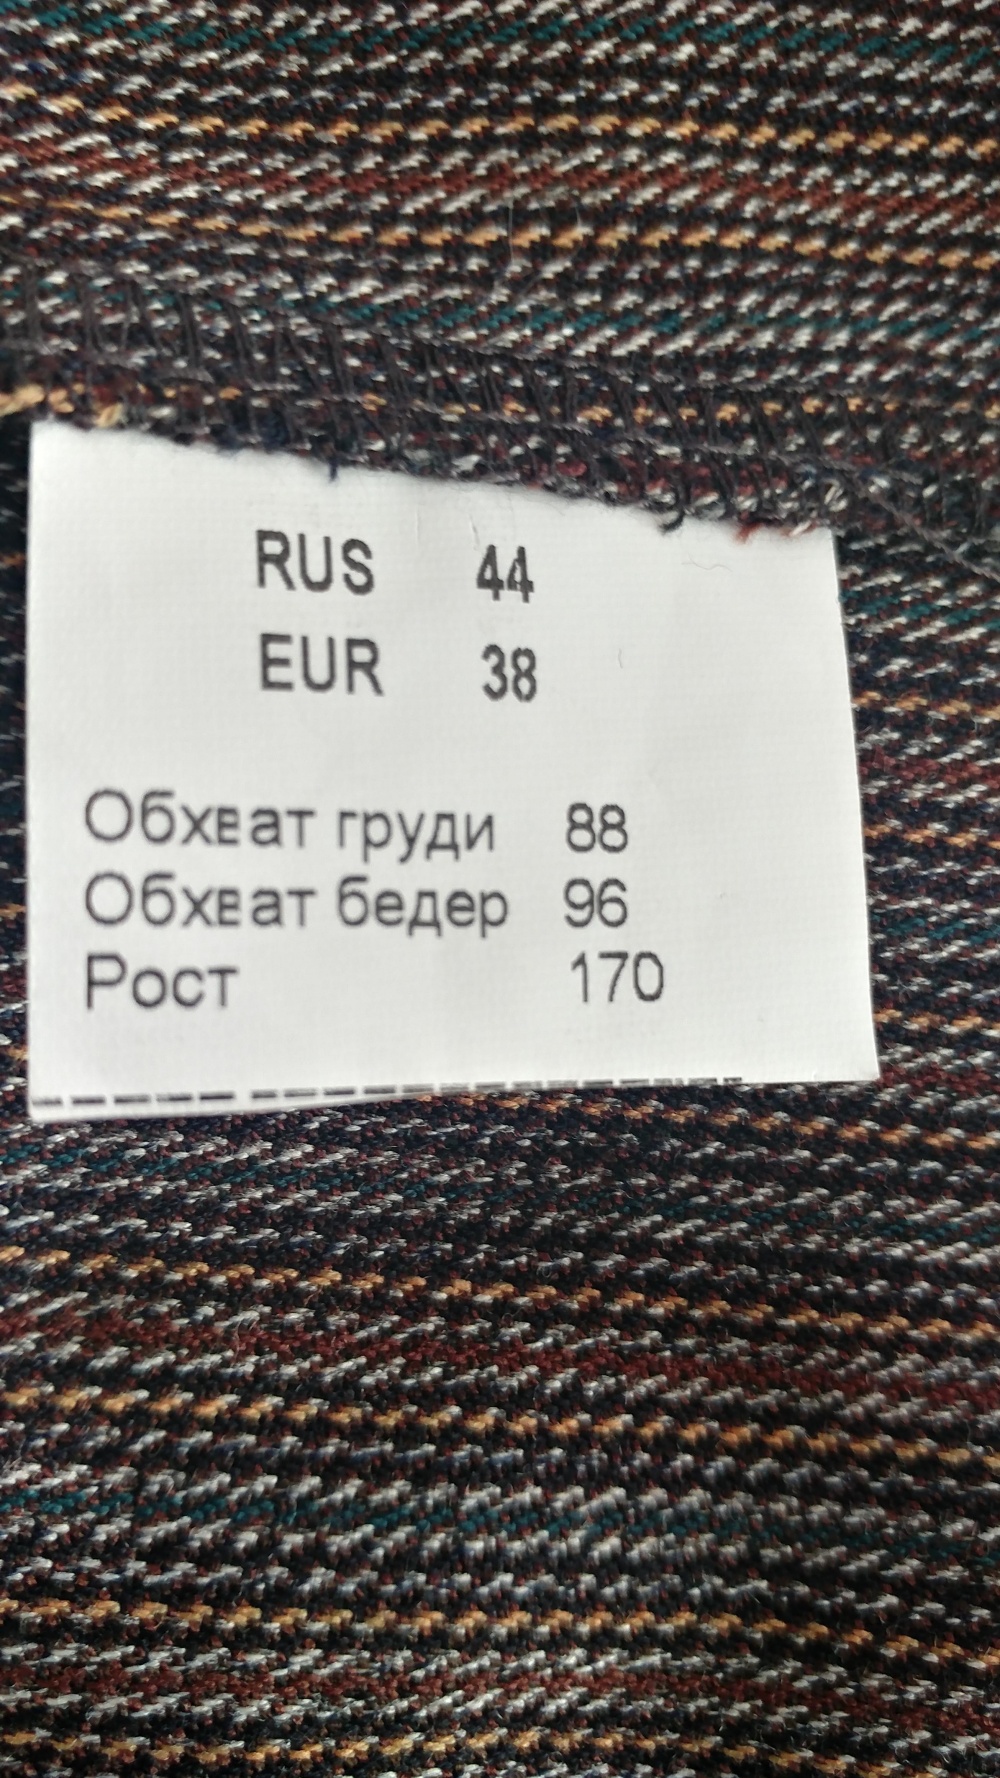 RUS 44
EUR 38
Обхват груди 88
Обхват бедер 96
Рост 170